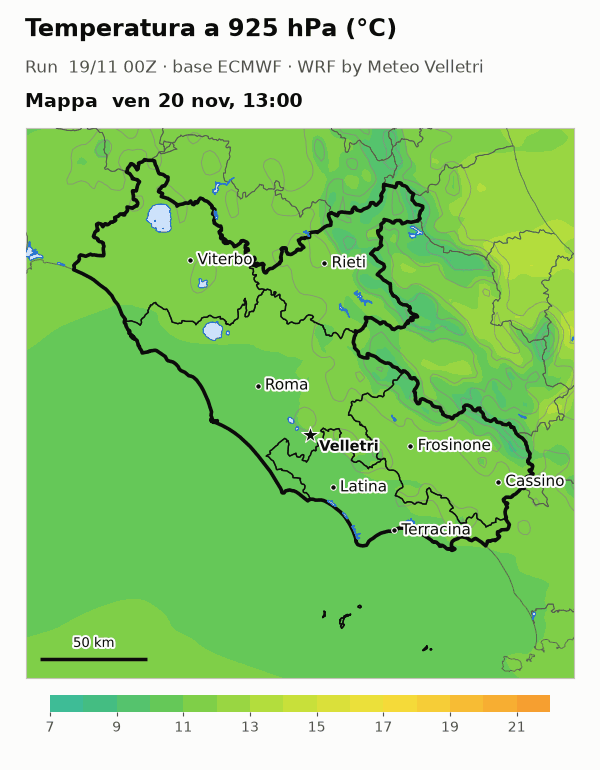 Temperatura a 925 hPa (°C)
Run  19/11 00Z · base ECMWF · WRF by Meteo Velletri
Mappa  ven 20 nov, 13:00
Viterbo
Rieti
Roma
Velletri
Frosinone
Latina
Cassino
Terracina
50 km
7 9 11 13 15 17 19 21